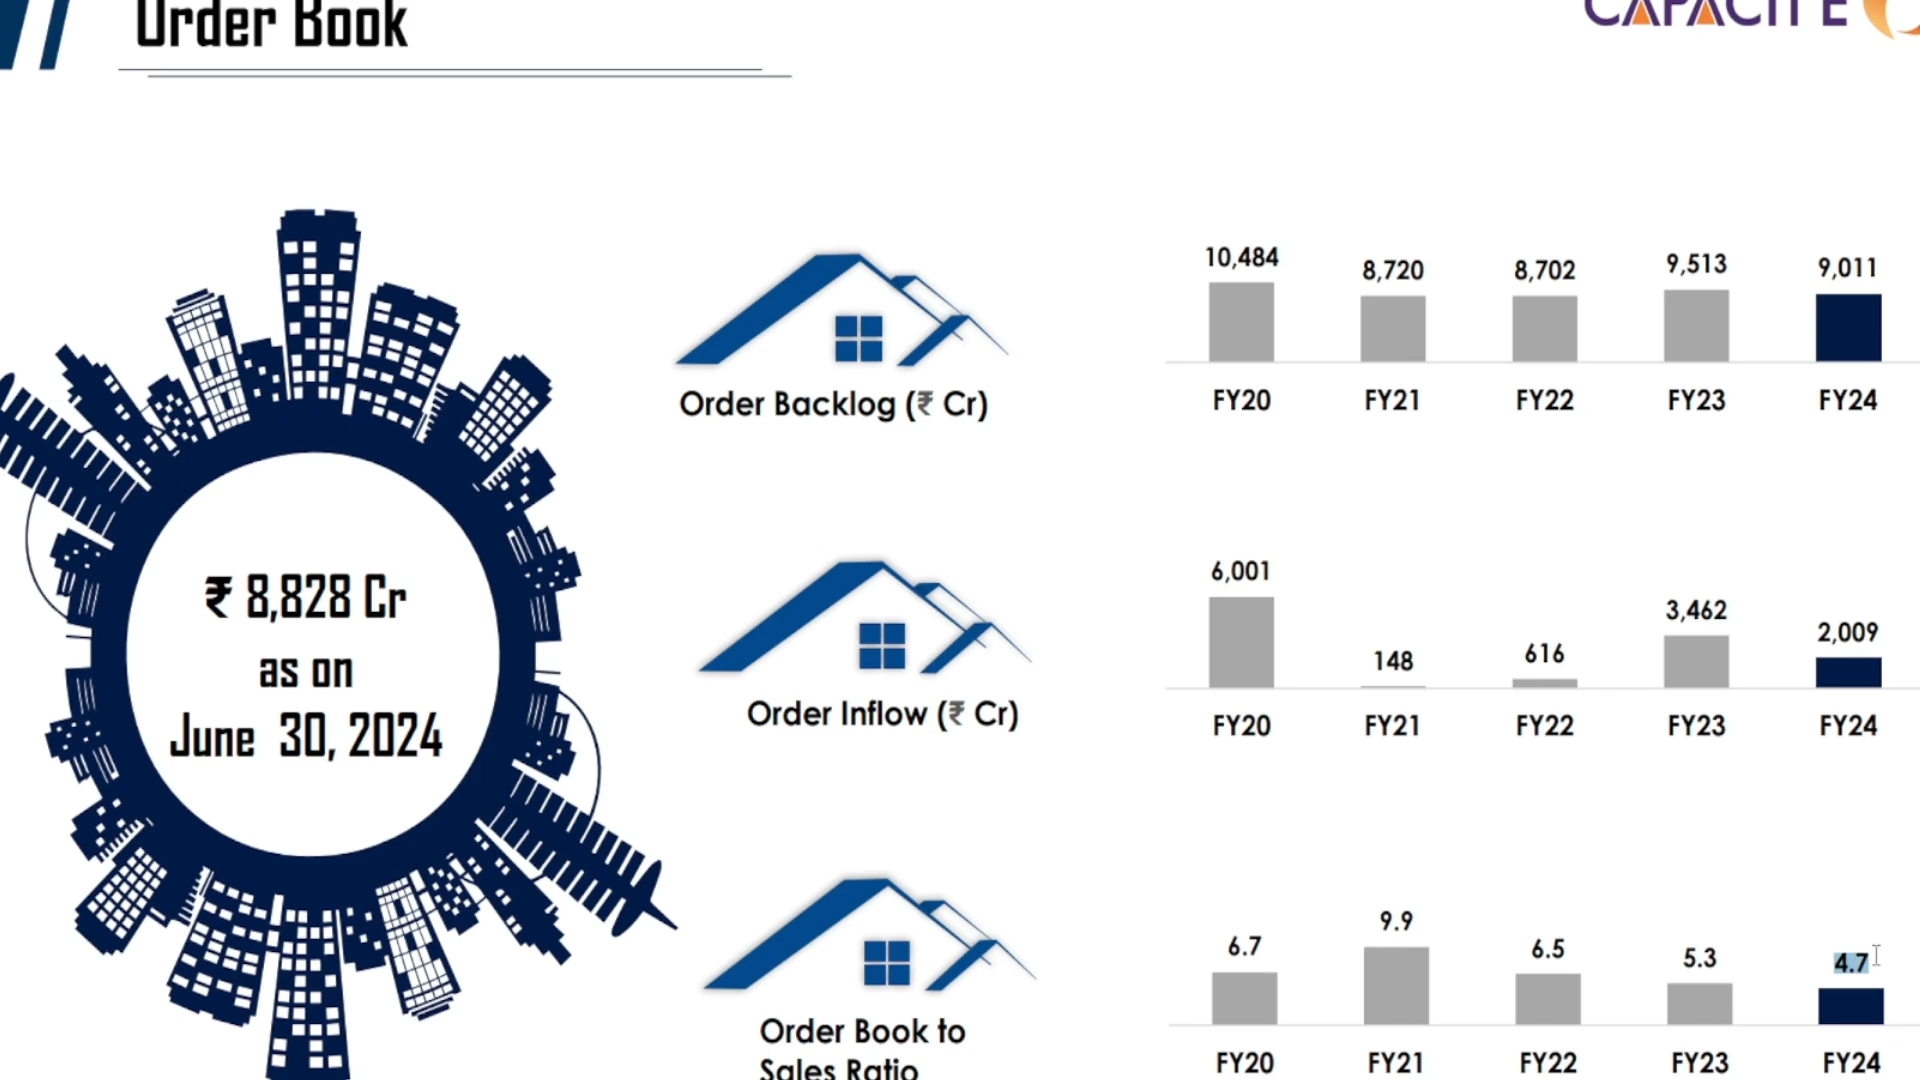 Order Book
CAPACIT'E
₹ 8,828 Cr
as on
June 30, 2024
Order Backlog (₹ Cr)
10,484 8,720 8,702 9,513 9,011
FY20 FY21 FY22 FY23 FY24
Order Inflow (₹ Cr)
6,001 148 616 3,462 2,009
FY20 FY21 FY22 FY23 FY24
Order Book to
Sales Ratio
6.7 9.9 6.5 5.3 4.7
FY20 FY21 FY22 FY23 FY24